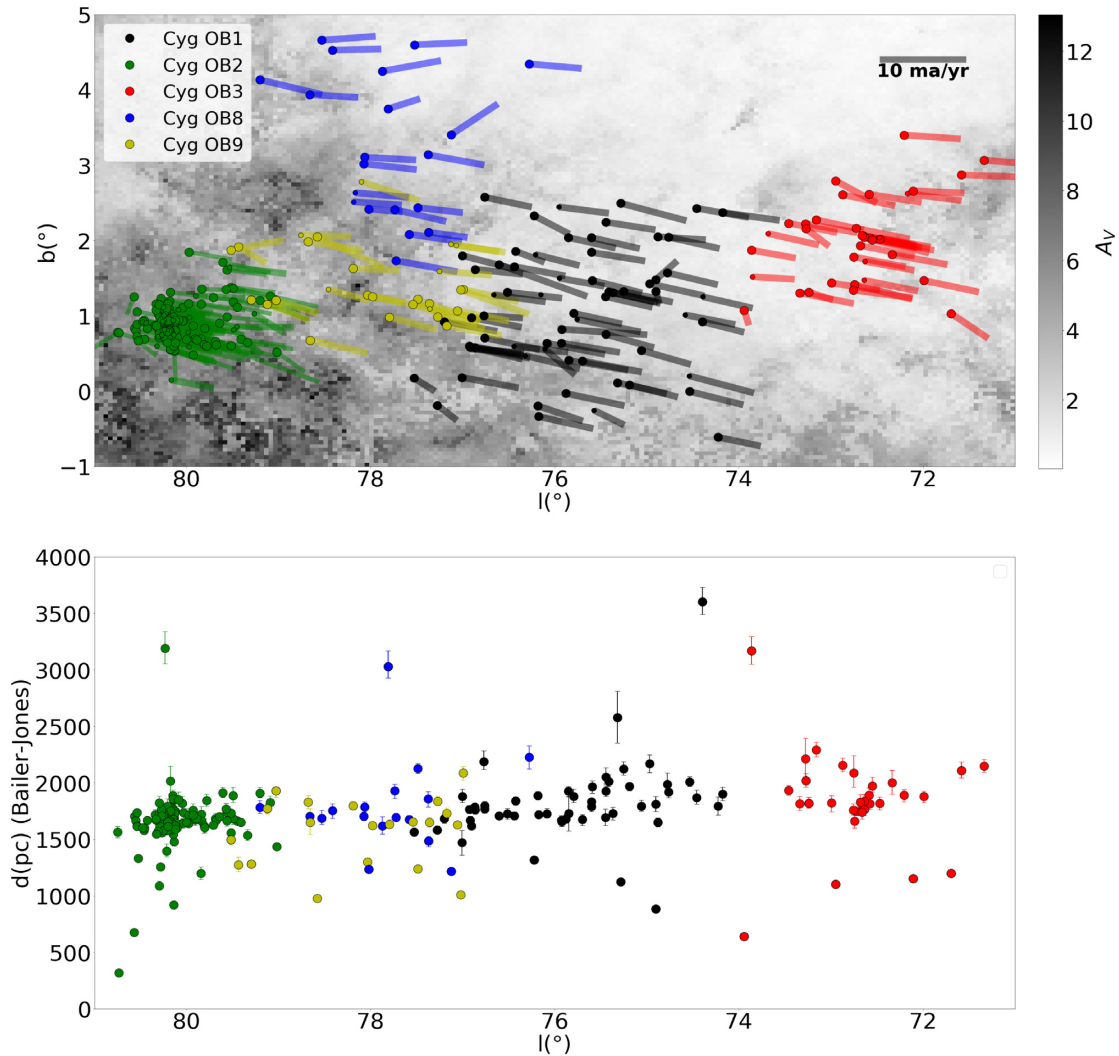 5
4
3
2
1
0
−1
b(°)
Cyg OB1
Cyg OB2
Cyg OB3
Cyg OB8
Cyg OB9
10 ma/yr
80
78
76
74
72
l(°)
12
10
8
6
4
2
A_V
4000
3500
3000
2500
2000
1500
1000
500
0
d(pc) (Bailer-Jones)
80
78
76
74
72
l(°)